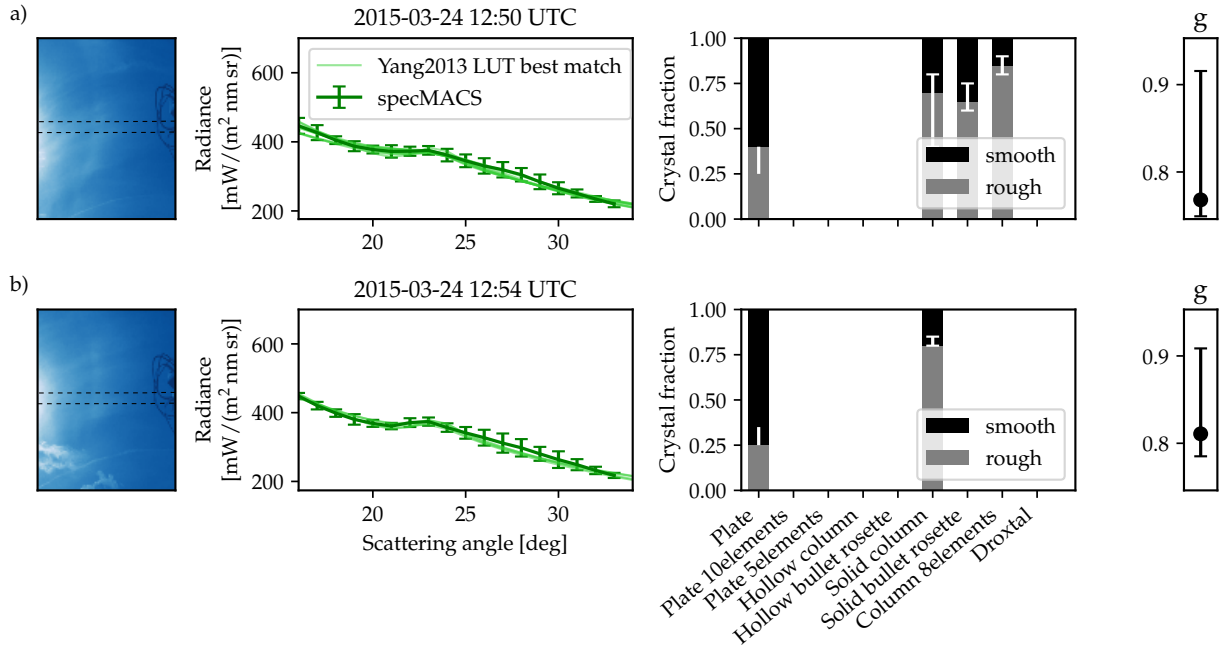 a)
2015-03-24 12:50 UTC
Radiance
[mW/(m² nm sr)]
600
400
200
Yang2013 LUT best match
specMACS
20
25
30
Crystal fraction
1.00
0.75
0.50
0.25
0.00
smooth
rough
g
0.9
0.8
b)
2015-03-24 12:54 UTC
Radiance
[mW/(m² nm sr)]
600
400
200
20
25
30
Scattering angle [deg]
Crystal fraction
1.00
0.75
0.50
0.25
0.00
smooth
rough
Plate
Plate 10elements
Plate 5elements
Hollow column
Hollow bullet rosette
Solid column
Solid bullet rosette
Column 8elements
Droxtal
g
0.9
0.8